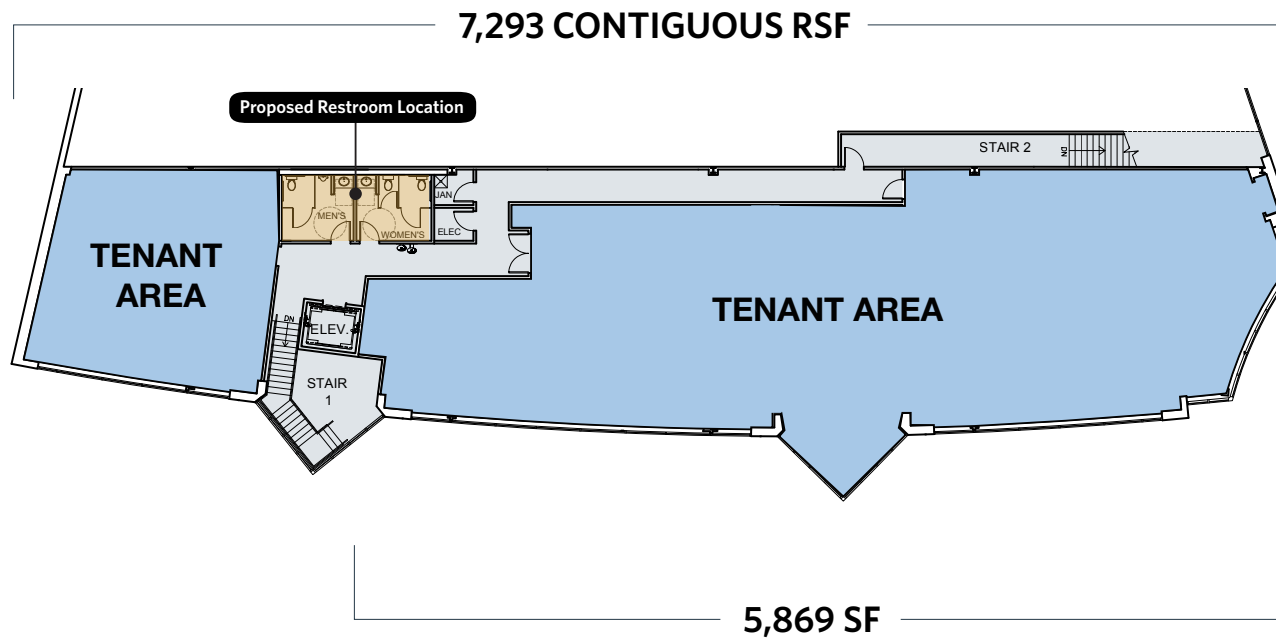 7,293 CONTIGUOUS RSF
Proposed Restroom Location
STAIR 2
DN
JAN
MEN'S
WOMEN'S
ELEC
TENANT
AREA
TENANT AREA
DN
ELEV.
STAIR
1
5,869 SF